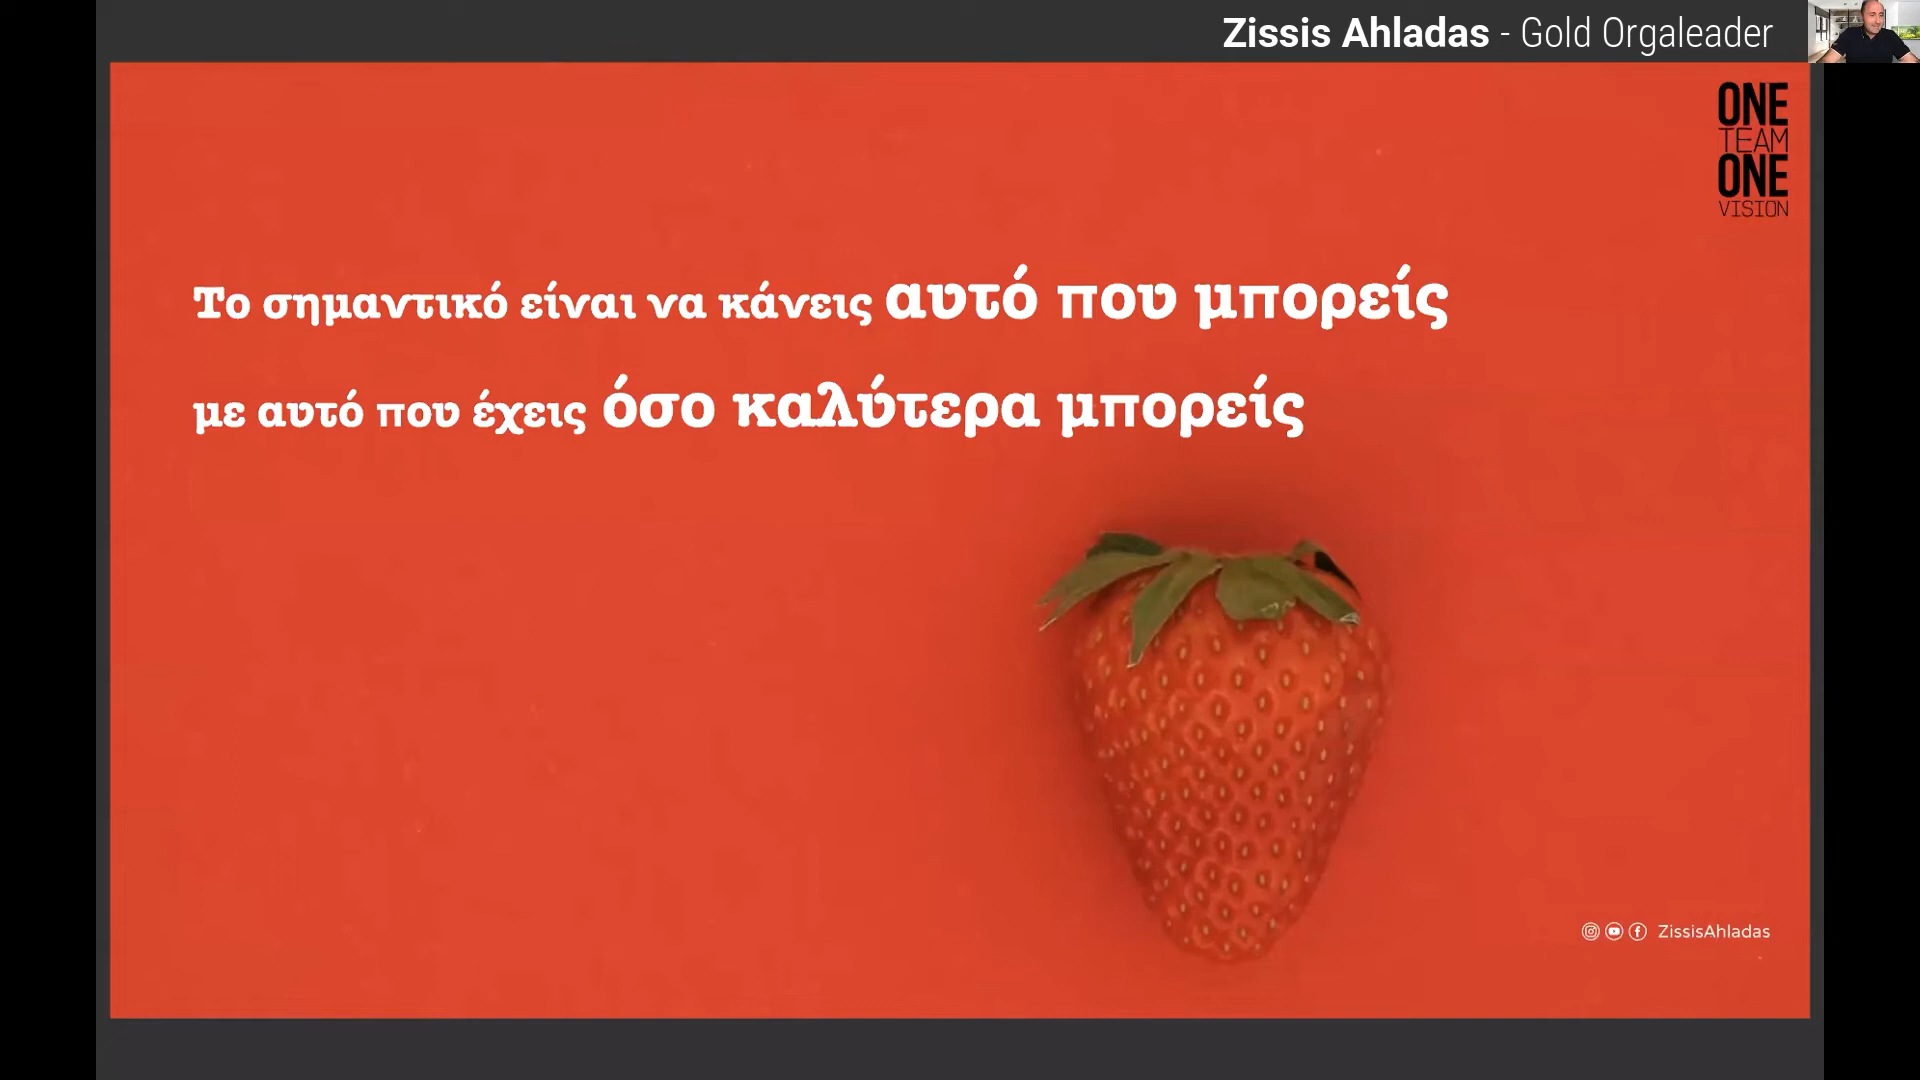 Zissis Ahladas - Gold Orgaleader
ONE
TEAM
ONE
VISION
Το σημαντικό είναι να κάνεις αυτό που μπορείς
με αυτό που έχεις όσο καλύτερα μπορείς
ZissisAhladas